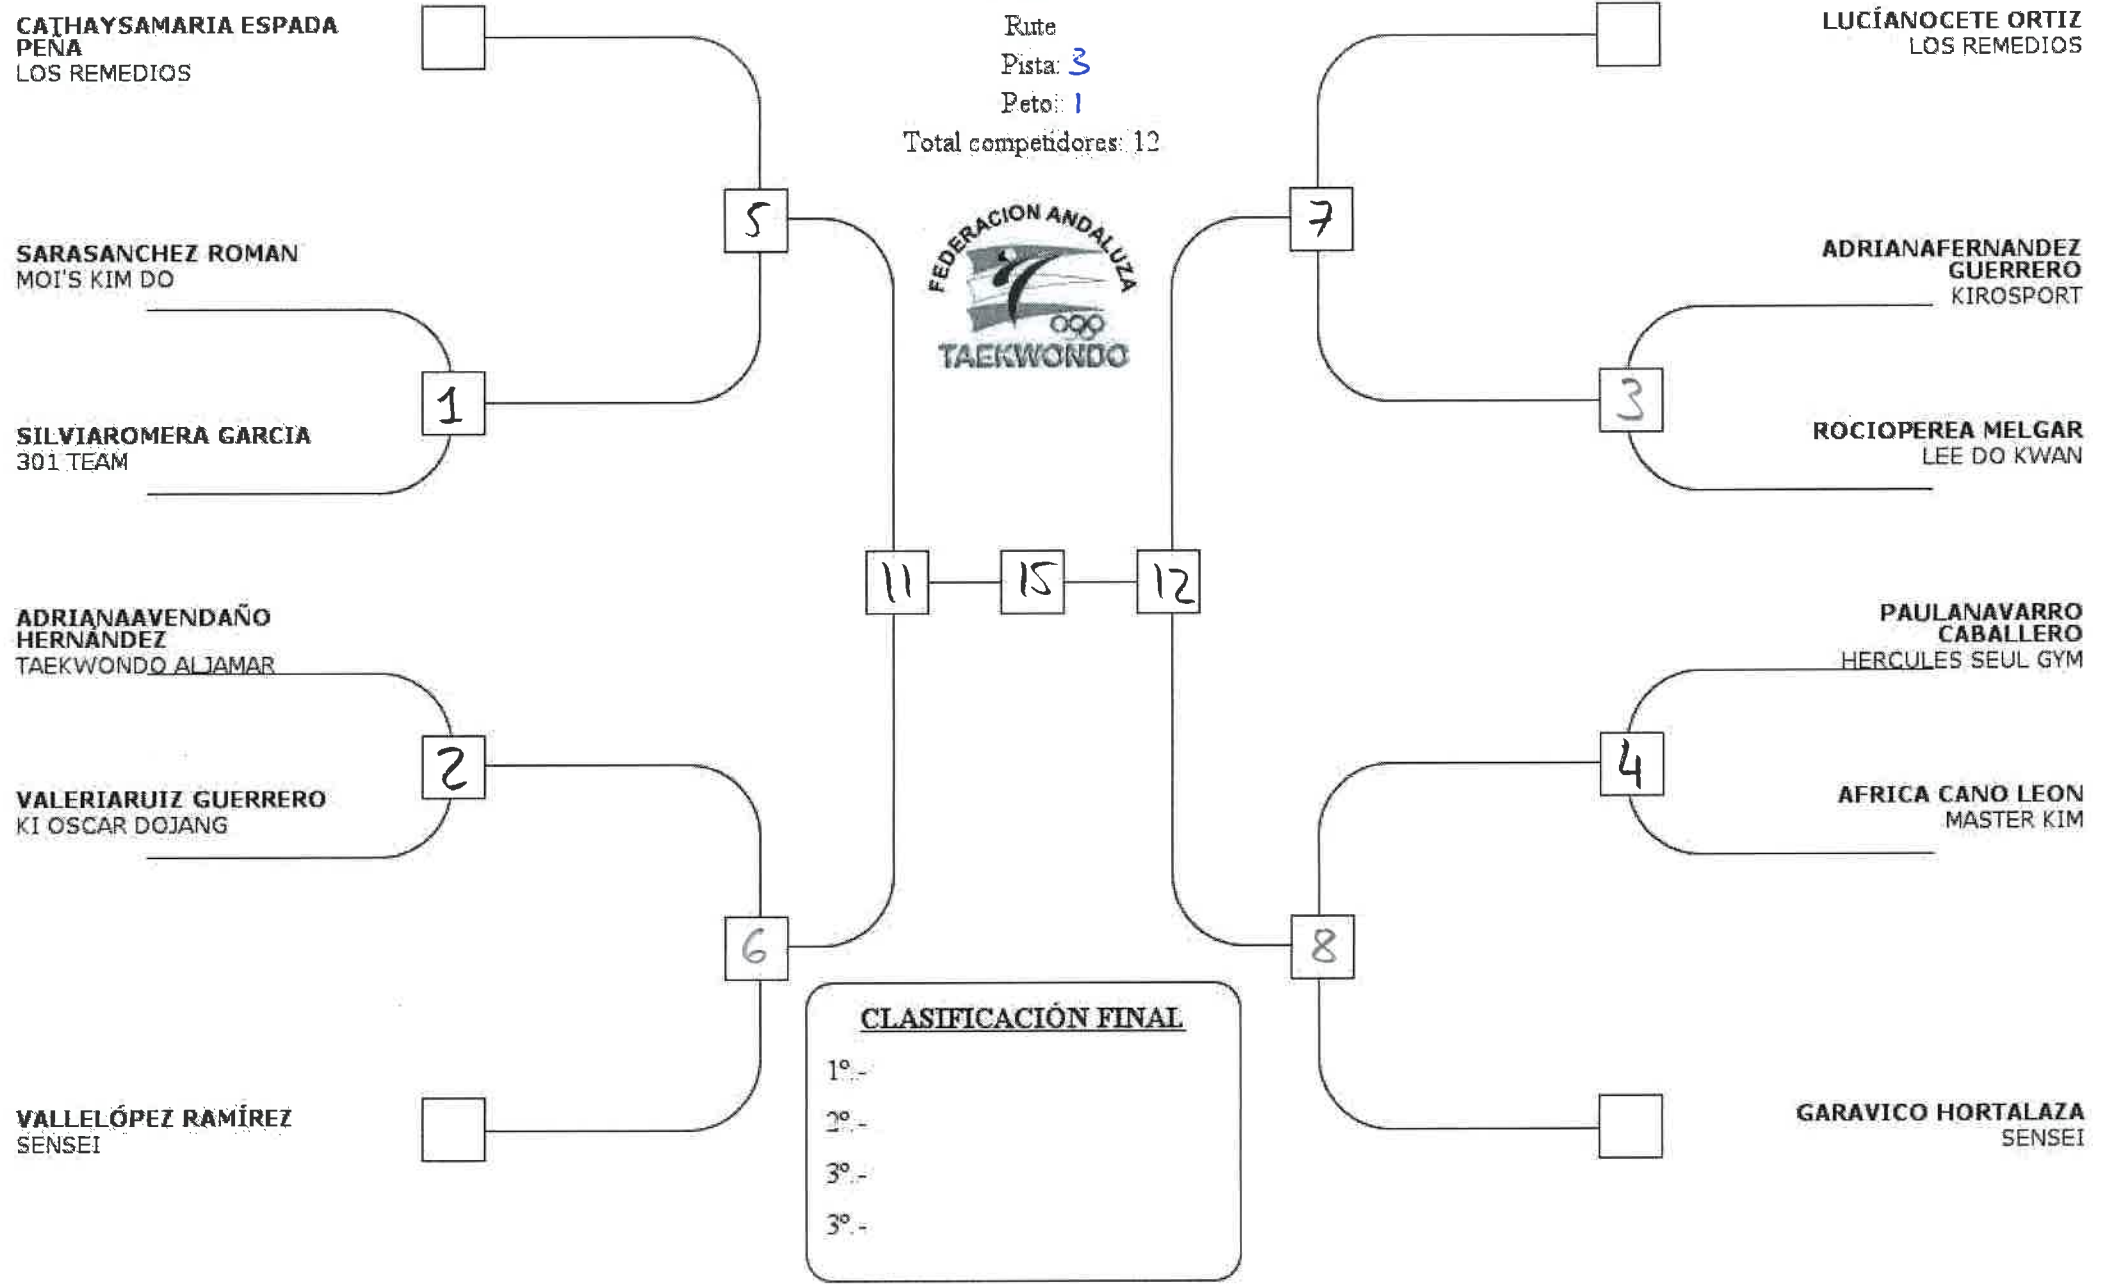 CATHAYSAMARIA ESPADA
PEÑA
LOS REMEDIOS
SARASANCHEZ ROMAN
MOI'S KIM DO
1
SILVIAROMERA GARCIA
301 TEAM
ADRIANAAVENDAÑO
HERNÁNDEZ
TAEKWONDO ALJAMAR
2
VALERIARUIZ GUERRERO
KI OSCAR DOJANG
VALLELÓPEZ RAMÍREZ
SENSEI
5
6
Rute
Pista: 3
Peto: 1
Total competidores: 12
FEDERACION ANDALUZA
TAEKWONDO
11
15
12
CLASIFICACIÓN FINAL
1º.-
2º.-
3º.-
3º.-
7
8
LUCÍANOCETE ORTIZ
LOS REMEDIOS
ADRIANAFERNANDEZ
GUERRERO
KIROSPORT
3
ROCIOPEREA MELGAR
LEE DO KWAN
PAULANAVARRO
CABALLERO
HERCULES SEUL GYM
4
AFRICA CANO LEON
MASTER KIM
GARAVICO HORTALAZA
SENSEI